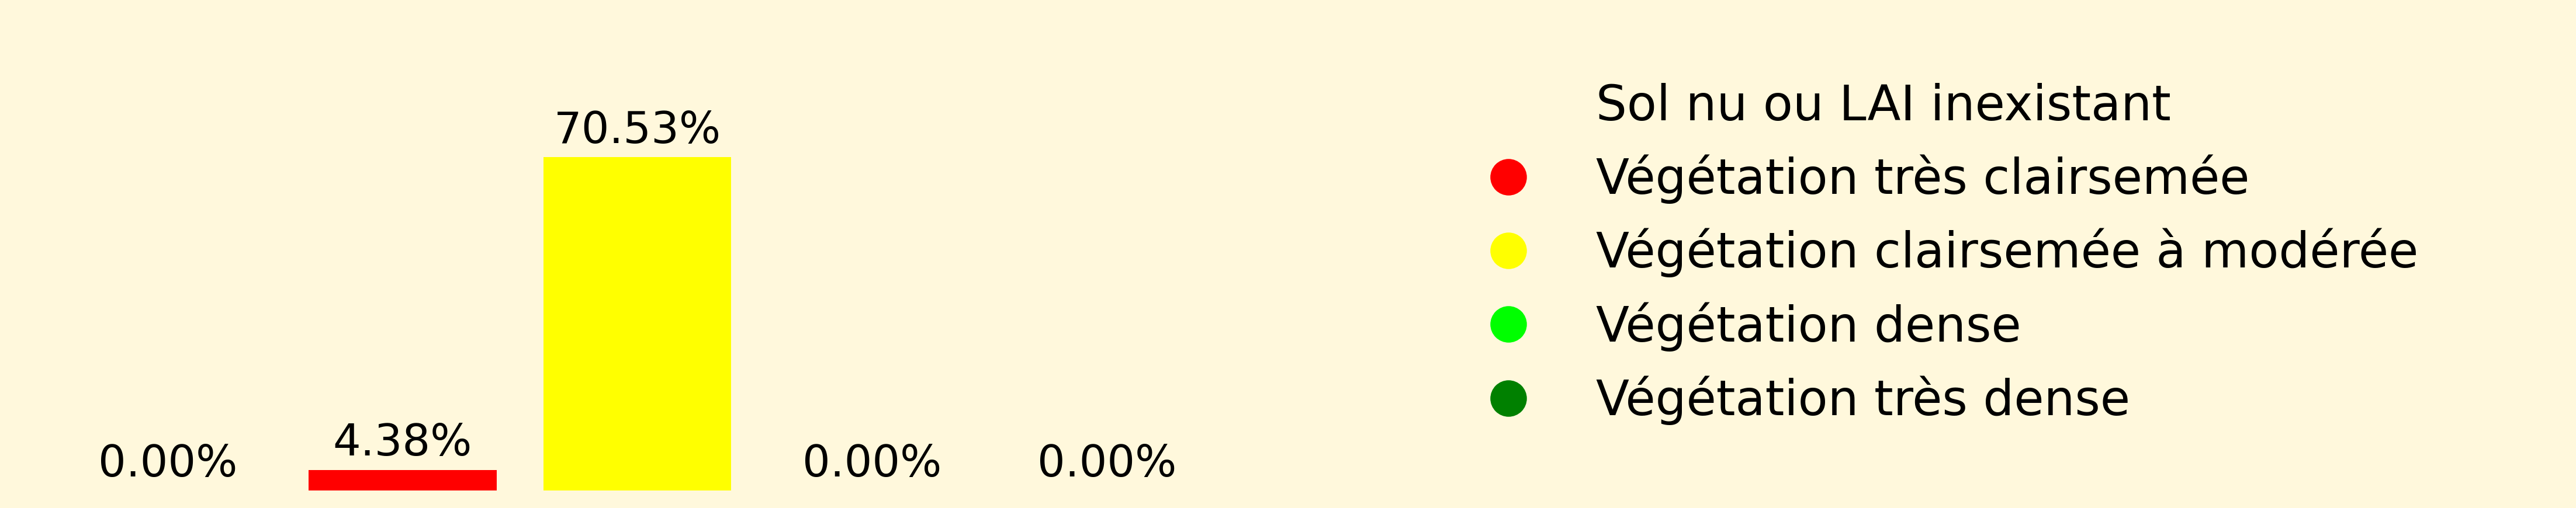 70.53%
4.38%
0.00%
0.00%
0.00%
Sol nu ou LAI inexistant
Végétation très clairsemée
Végétation clairsemée à modérée
Végétation dense
Végétation très dense